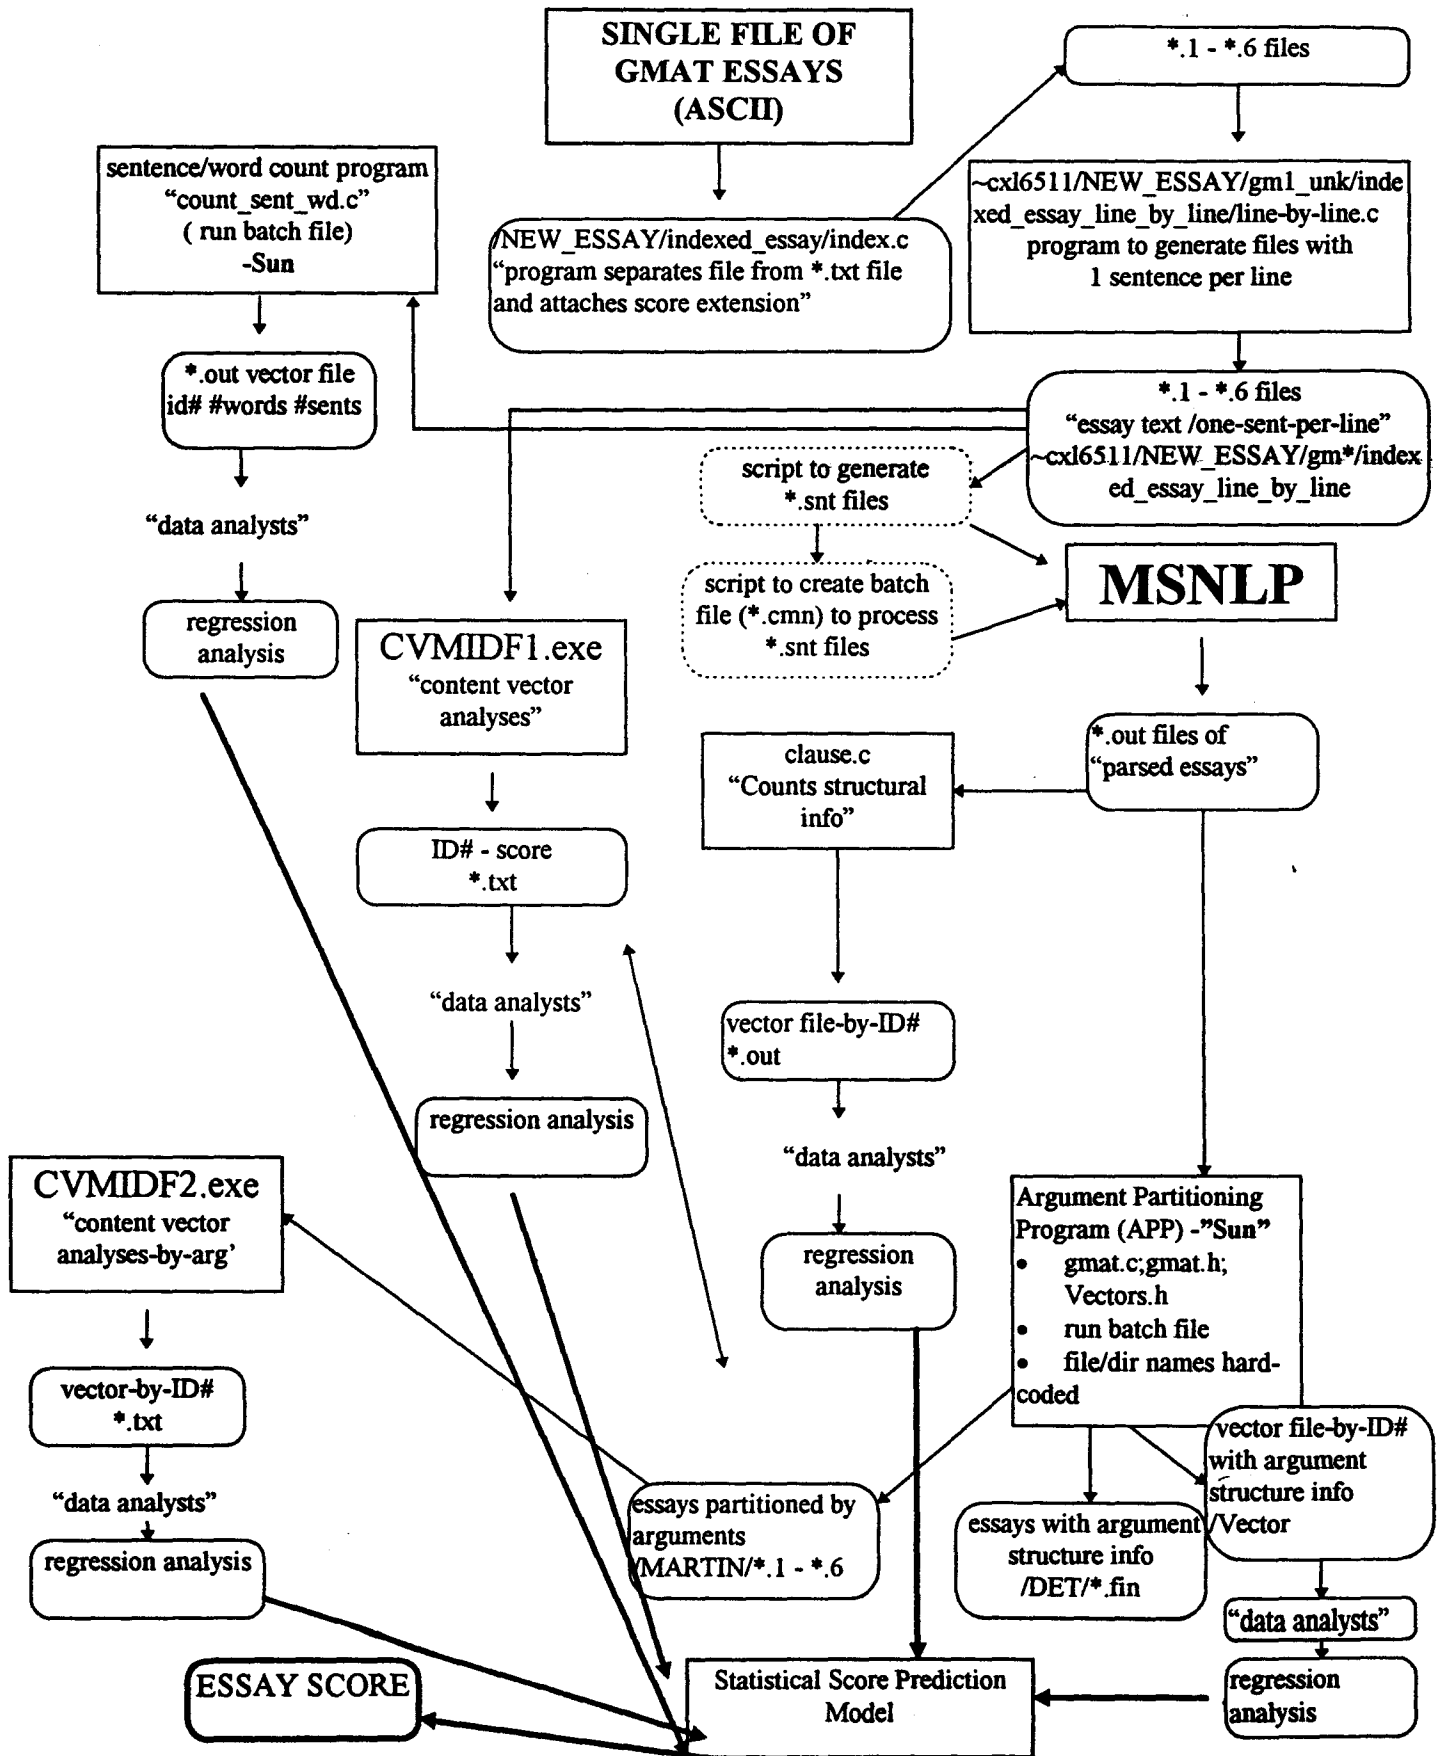 SINGLE FILE OF
GMAT ESSAYS
(ASCII)
*.1 - *.6 files
sentence/word count program
“count_sent_wd.c”
( run batch file)
-Sun
/NEW_ESSAY/indexed_essay/index.c
“program separates file from *.txt file
and attaches score extension”
~cxl6511/NEW_ESSAY/gm1_unk/inde
xed_essay_line_by_line/line-by-line.c
program to generate files with
1 sentence per line
*.out vector file
id# #words #sents
*.1 - *.6 files
“essay text /one-sent-per-line”
~cxl6511/NEW_ESSAY/gm*/index
ed_essay_line_by_line
script to generate
*.snt files
“data analysts”
MSNLP
script to create batch
file (*.cmn) to process
*.snt files
regression
analysis
CVMIDF1.exe
“content vector
analyses”
*.out files of
“parsed essays”
clause.c
“Counts structural
info”
ID# - score
*.txt
“data analysts”
vector file-by-ID#
*.out
regression analysis
“data analysts”
CVMIDF2.exe
“content vector
analyses-by-arg’
Argument Partitioning
Program (APP) -”Sun”
• gmat.c;gmat.h;
Vectors.h
• run batch file
• file/dir names hard-
coded
regression
analysis
vector-by-ID#
*.txt
vector file-by-ID#
with argument
structure info
/Vector
“data analysts”
essays partitioned by
arguments
/MARTIN/*.1 - *.6
essays with argument
structure info
/DET/*.fin
regression analysis
“data analysts”
ESSAY SCORE
Statistical Score Prediction
Model
regression
analysis